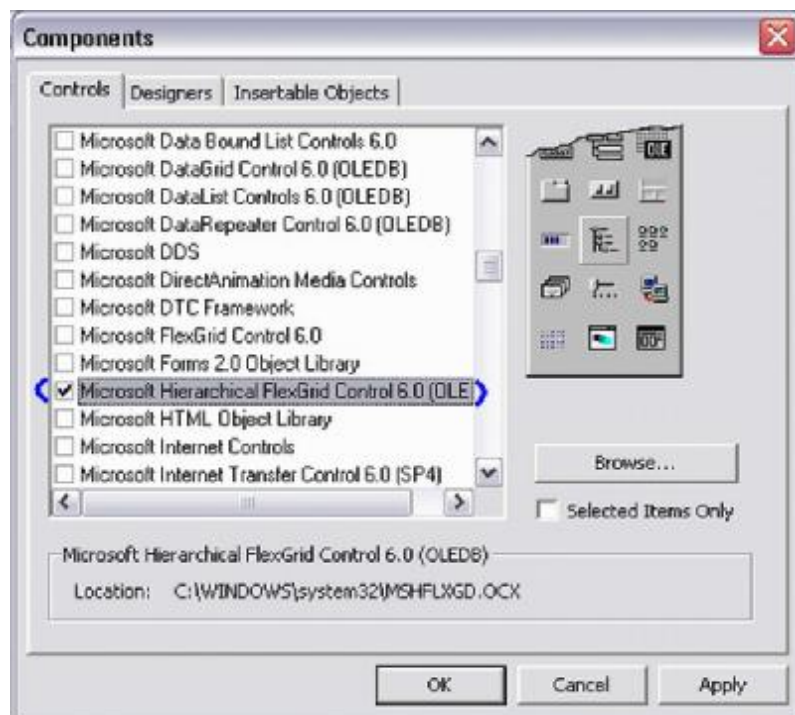 Components
Controls Designers Insertable Objects
Microsoft Data Bound List Controls 6.0
Microsoft DataGrid Control 6.0 (OLEDB)
Microsoft DataList Controls 6.0 (OLEDB)
Microsoft DataRepeater Control 6.0 (OLEDB)
Microsoft DDS
Microsoft DirectAnimation Media Controls
Microsoft DTC Framework
Microsoft FlexGrid Control 6.0
Microsoft Forms 2.0 Object Library
Microsoft Hierarchical FlexGrid Control 6.0 (OLE
Microsoft HTML Object Library
Microsoft Internet Controls
Microsoft Internet Transfer Control 6.0 (SP4)
OLE
Browse...
Selected Items Only
Microsoft Hierarchical FlexGrid Control 6.0 (OLEDB)
Location: C:\WINDOWS\system32\MSHFLXGD.OCX
OK Cancel Apply